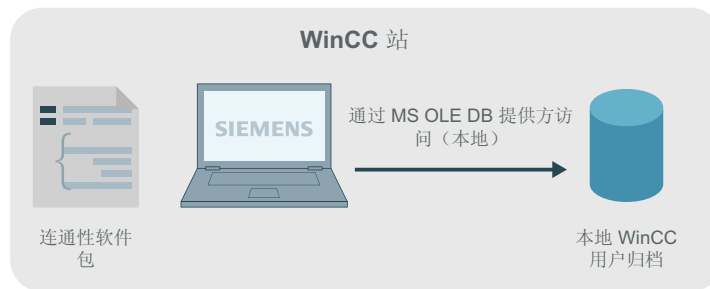 WinCC 站
SIEMENS
通过 MS OLE DB 提供方访
问（本地）
连通性软件
包
本地 WinCC
用户归档